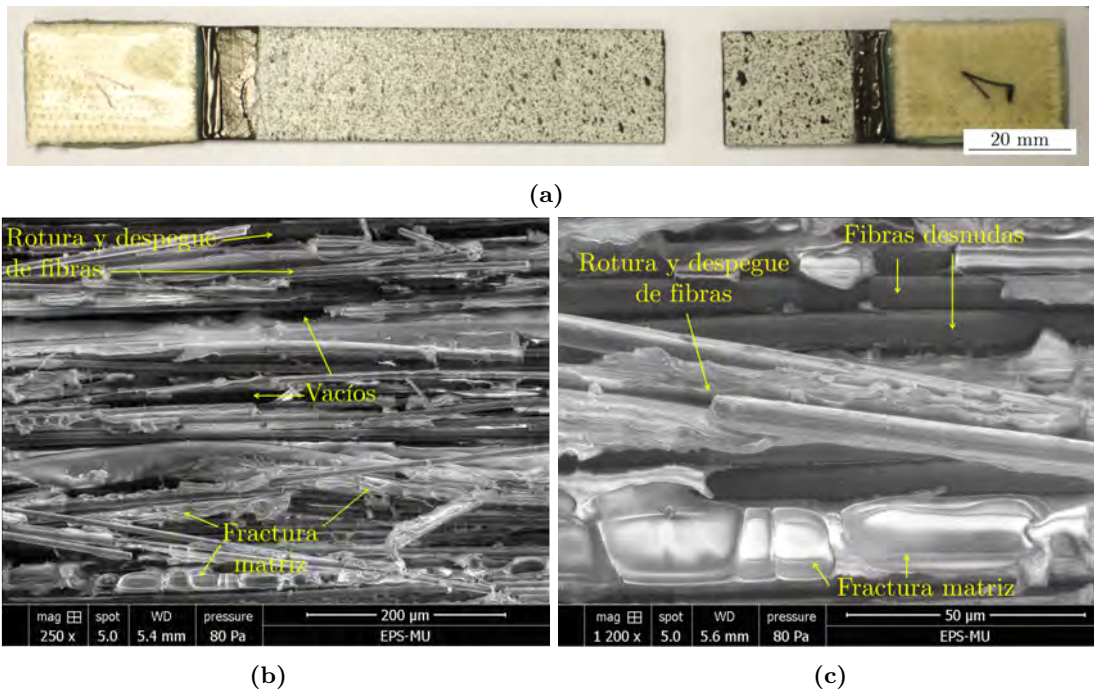 20 mm
(a)
Rotura y despegue
de fibras
Vacíos
Fractura
matriz
mag spot WD pressure 200 µm
250 x 5.0 5.4 mm 80 Pa EPS-MU
(b)
Fibras desnudas
Rotura y despegue
de fibras
Fractura matriz
mag spot WD pressure 50 µm
1 200 x 5.0 5.6 mm 80 Pa EPS-MU
(c)